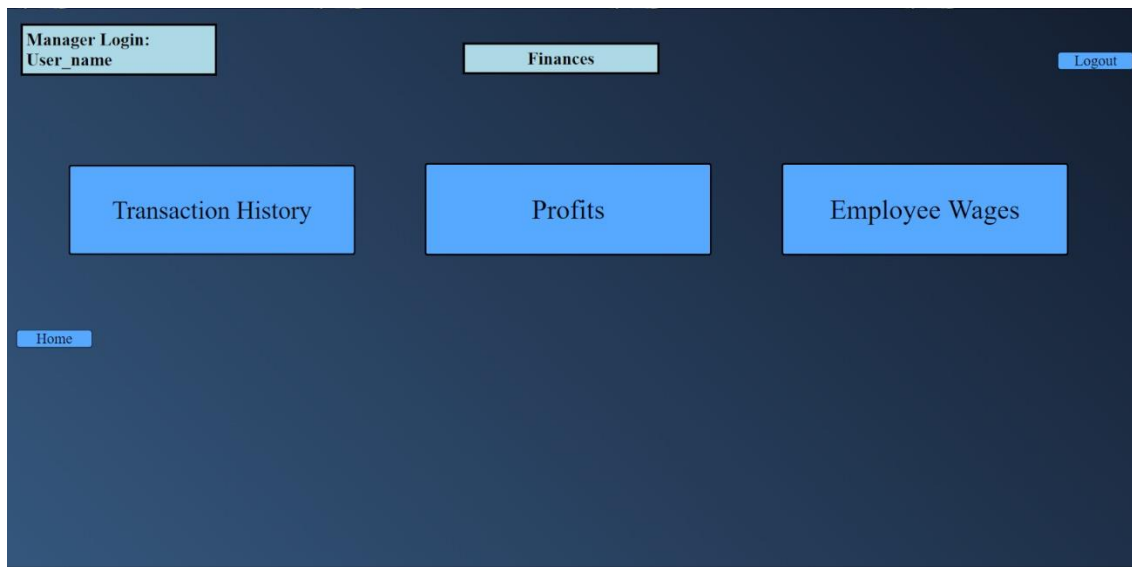 Manager Login:
User_name
Finances
Logout
Transaction History
Profits
Employee Wages
Home